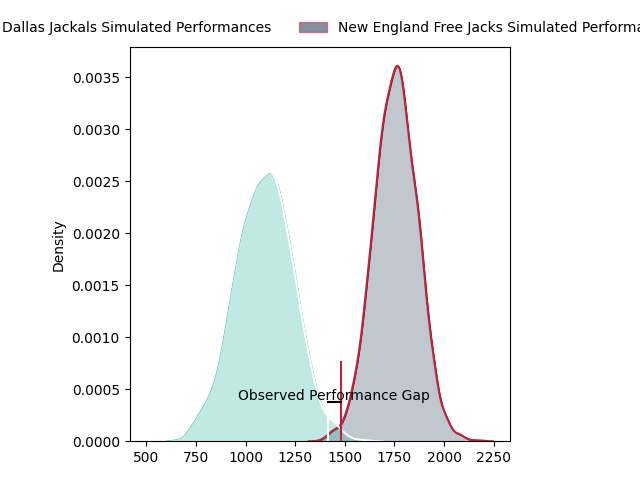 Dallas Jackals Simulated Performances
New England Free Jacks Simulated
Density
0.0035
0.0030
0.0025
0.0020
0.0015
0.0010
0.0005
0.0000
Observed Performance Gap
500 750 1000 1250 1500 1750 2000 2250